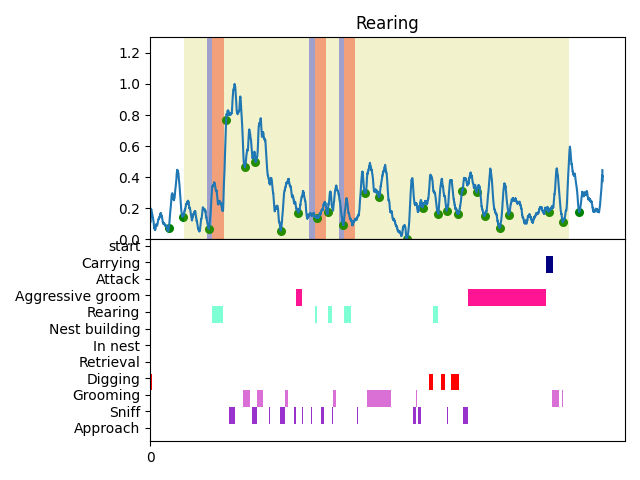 Rearing
1.2
1.0
0.8
0.6
0.4
0.2
0.0
start
Carrying
Attack
Aggressive groom
Rearing
Nest building
In nest
Retrieval
Digging
Grooming
Sniff
Approach
0